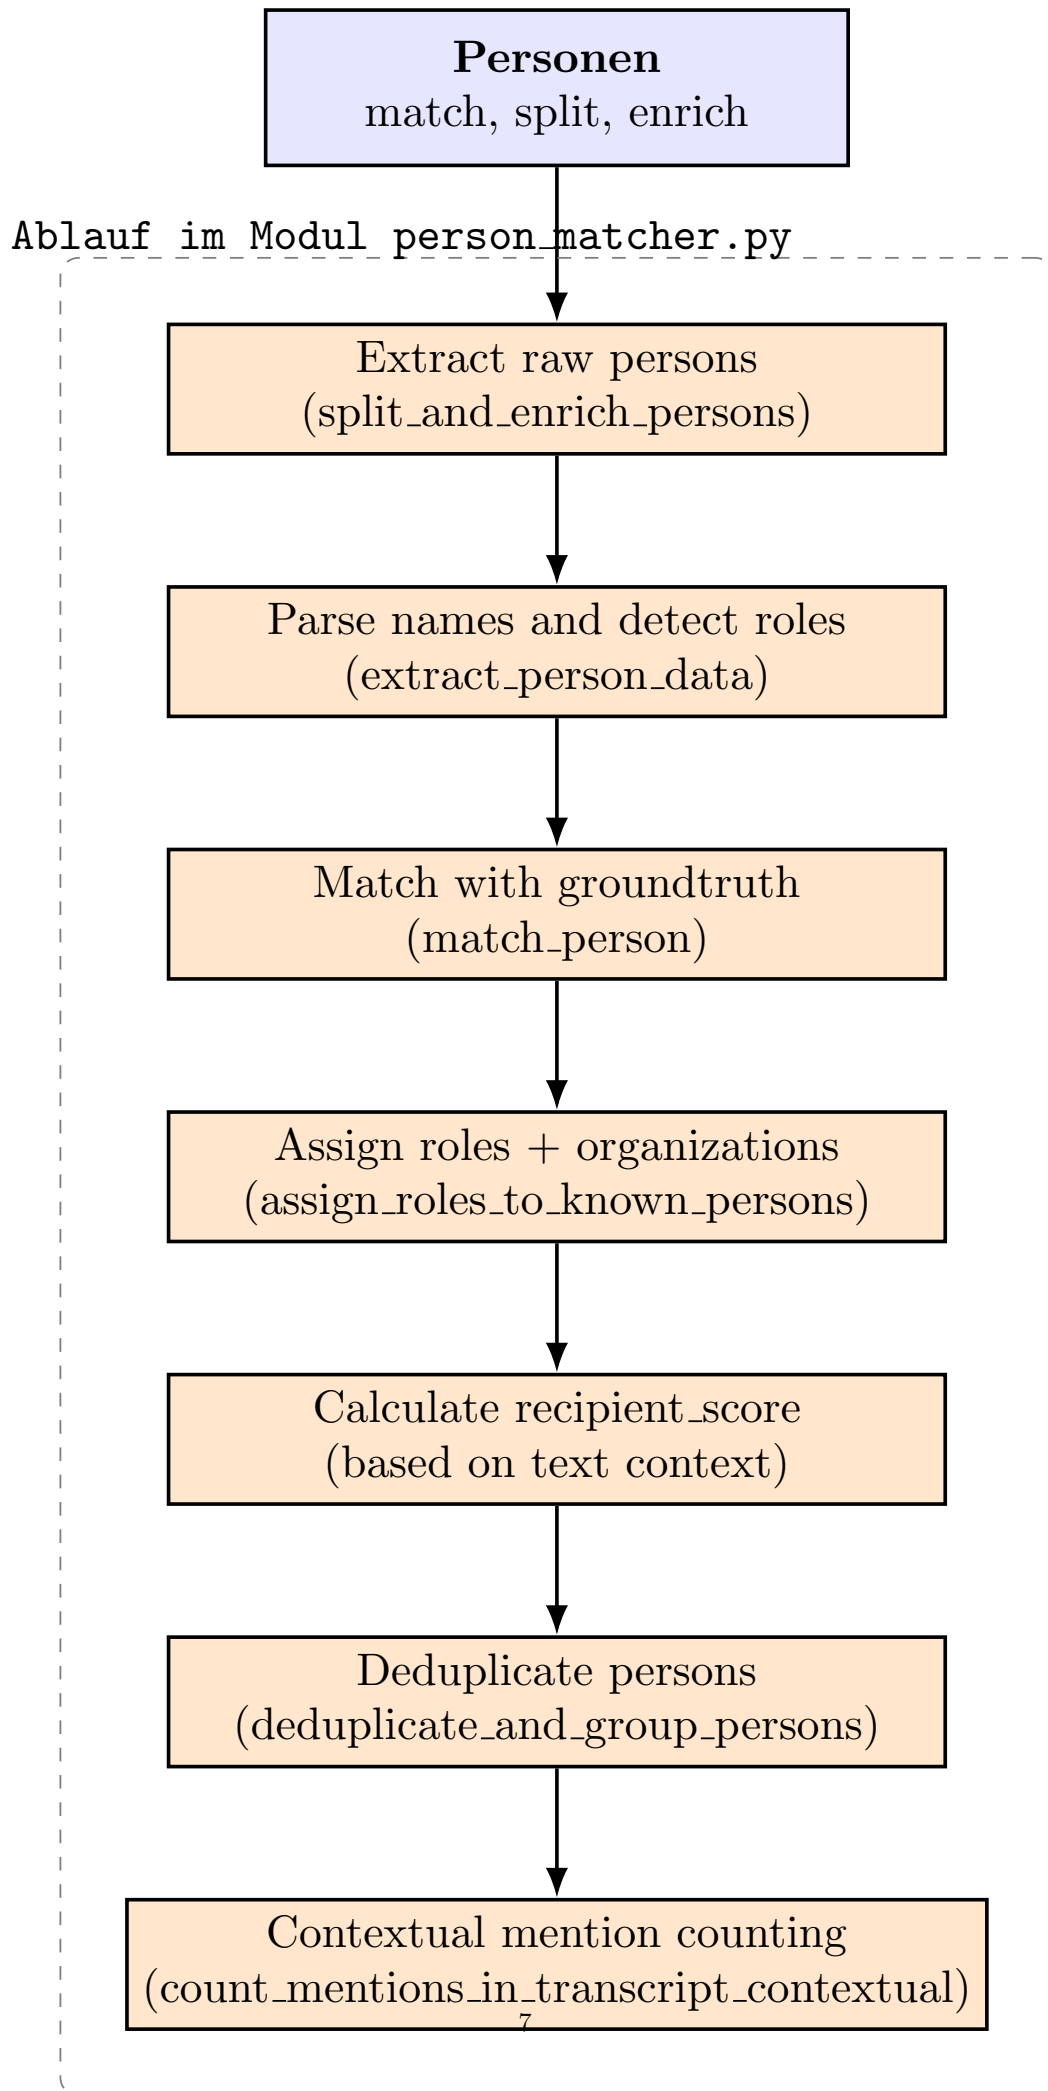 Personen
match, split, enrich
Ablauf im Modul person_matcher.py
Extract raw persons
(split_and_enrich_persons)
Parse names and detect roles
(extract_person_data)
Match with groundtruth
(match_person)
Assign roles + organizations
(assign_roles_to_known_persons)
Calculate recipient_score
(based on text context)
Deduplicate persons
(deduplicate_and_group_persons)
Contextual mention counting
(count_mentions_in_transcript_contextual)
7